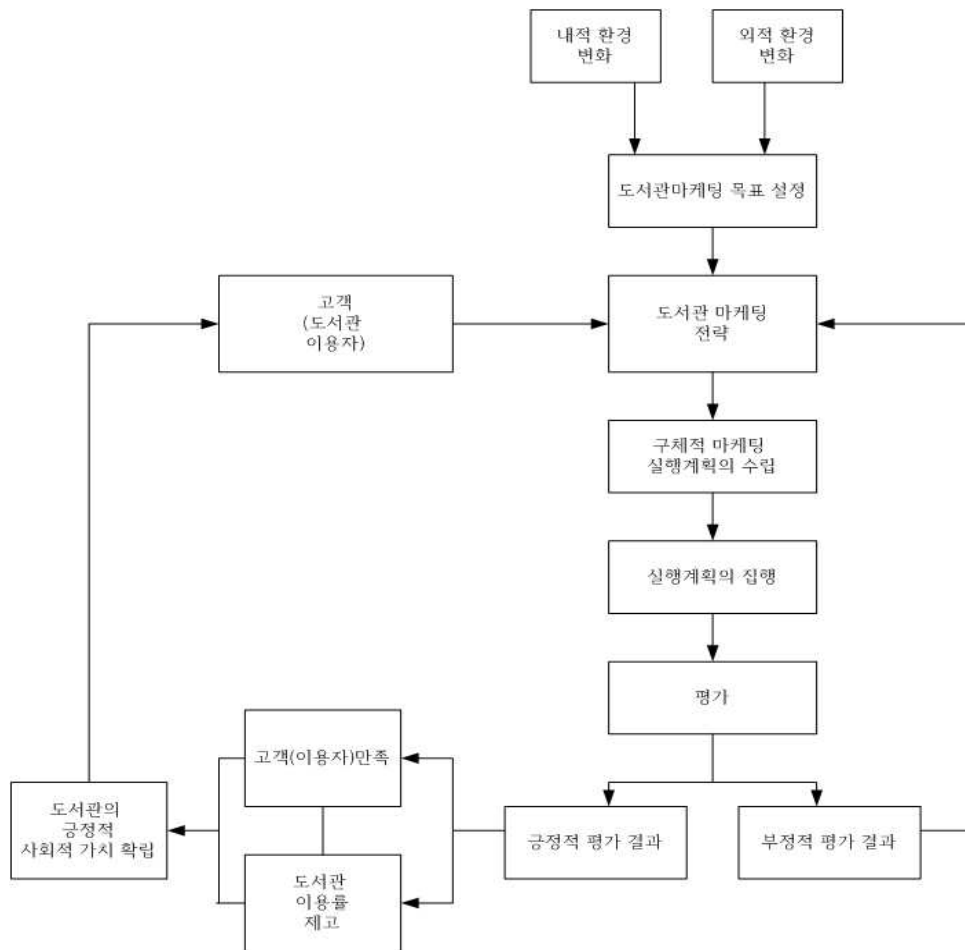 내적 환경
변화
외적 환경
변화
도서관마케팅 목표 설정
고객
(도서관
이용자)
도서관 마케팅
전략
구체적 마케팅
실행계획의 수립
실행계획의 집행
평가
고객(이용자)만족
도서관의
긍정적
사회적 가치 확립
긍정적 평가 결과
부정적 평가 결과
도서관
이용률
제고